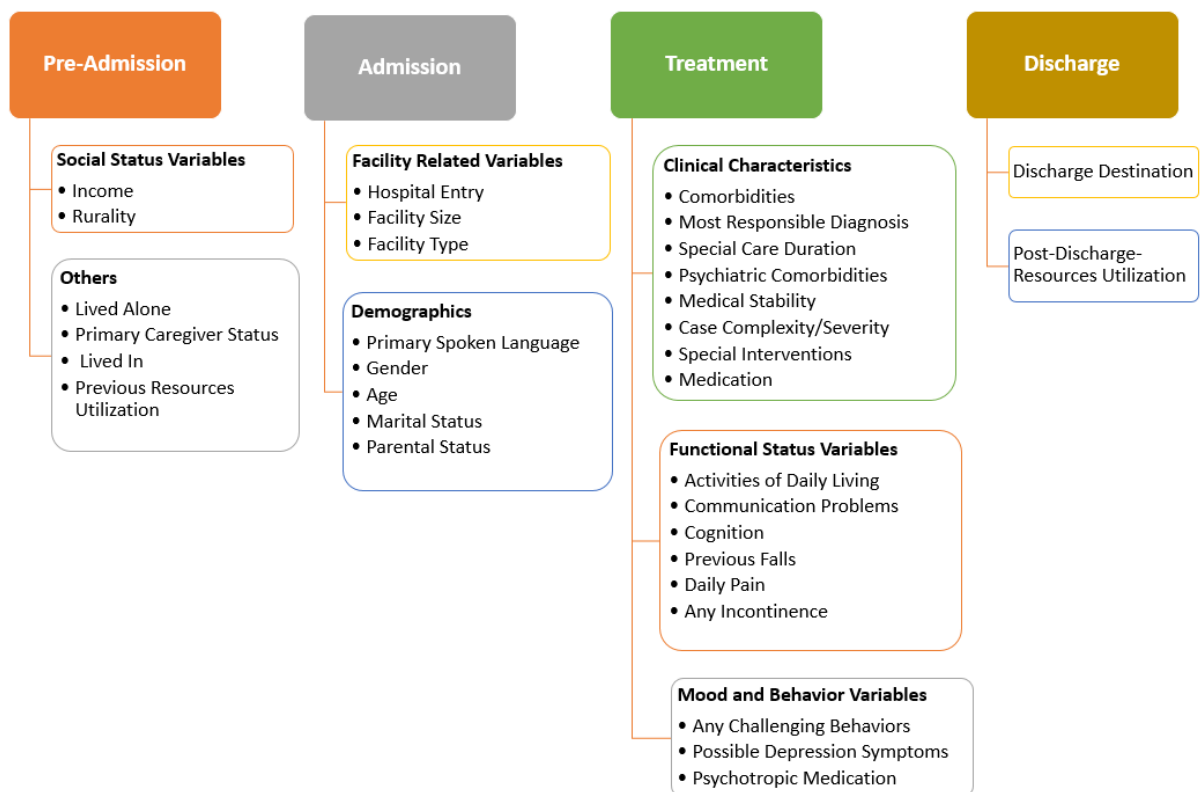 Pre-Admission
Social Status Variables
• Income
• Rurality
Others
• Lived Alone
• Primary Caregiver Status
• Lived In
• Previous Resources
Utilization
Admission
Facility Related Variables
• Hospital Entry
• Facility Size
• Facility Type
Demographics
• Primary Spoken Language
• Gender
• Age
• Marital Status
• Parental Status
Treatment
Clinical Characteristics
• Comorbidities
• Most Responsible Diagnosis
• Special Care Duration
• Psychiatric Comorbidities
• Medical Stability
• Case Complexity/Severity
• Special Interventions
• Medication
Functional Status Variables
• Activities of Daily Living
• Communication Problems
• Cognition
• Previous Falls
• Daily Pain
• Any Incontinence
Mood and Behavior Variables
• Any Challenging Behaviors
• Possible Depression Symptoms
• Psychotropic Medication
Discharge
Discharge Destination
Post-Discharge-
Resources Utilization